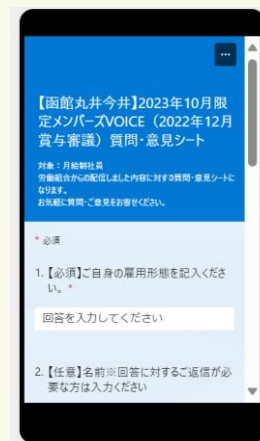 【函館丸井今井】2023年10月限
定メンバーズVOICE（2022年12月
賞与審議）質問･意見シート
対象：月給制社員
労働組合からの配信しました内容に対する質問･意見シートに
なります。
お気軽に質問･ご意見をお寄せください。
* 必須
1. 【必須】ご自身の雇用形態を記入くださ
い。 *
回答を入力してください
2. 【任意】名前※回答に対するご返信が必
要な方は入力ください